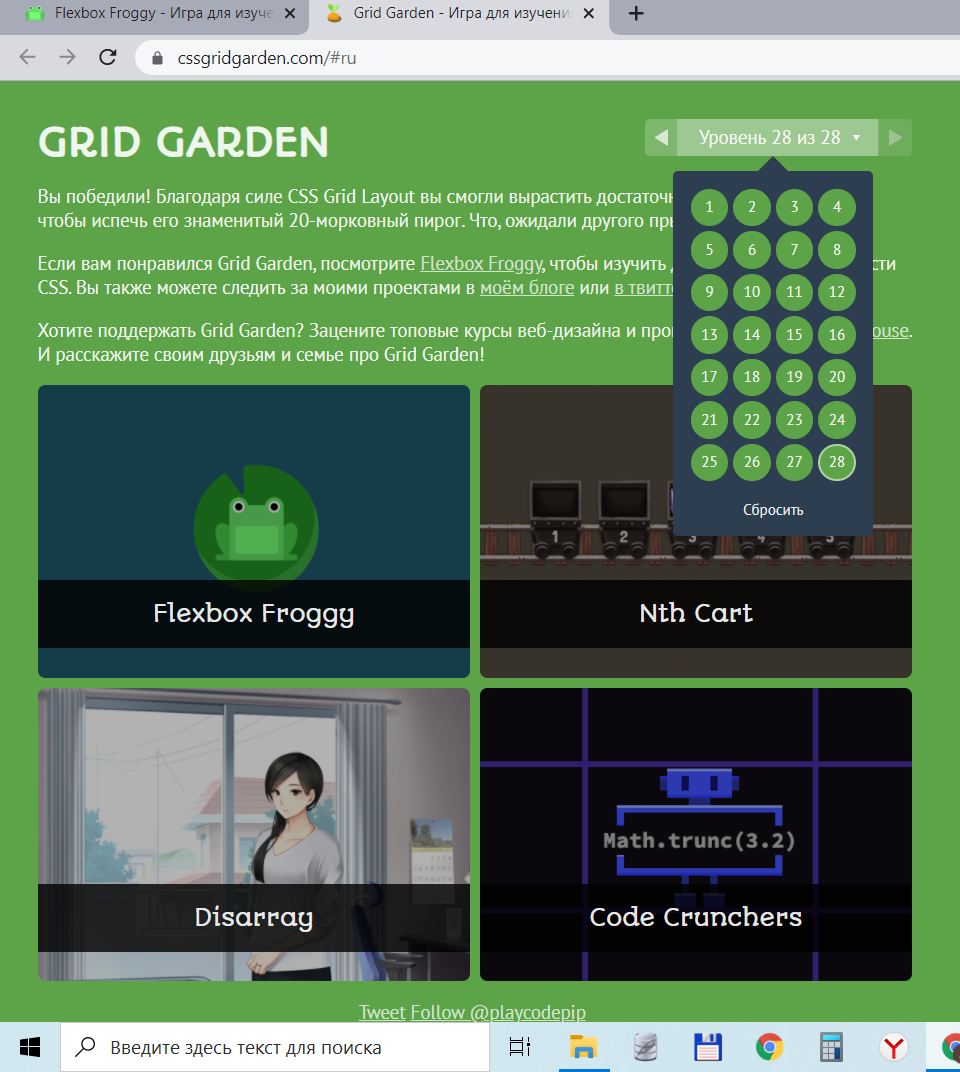 Flexbox Froggy - Игра для изуче
Grid Garden - Игра для изучени
cssgridgarden.com/#ru
GRID GARDEN
Уровень 28 из 28
Вы победили! Благодаря силе CSS Grid Layout вы смогли вырастить достаточн
чтобы испечь его знаменитый 20-морковный пирог. Что, ожидали другого пр
Если вам понравился Grid Garden, посмотрите Flexbox Froggy, чтобы изучить д сти
CSS. Вы также можете следить за моими проектами в моём блоге или в твитт
Хотите поддержать Grid Garden? Зацените топовые курсы веб-дизайна и про ouse.
И расскажите своим друзьям и семье про Grid Garden!
1 2 3 4
5 6 7 8
9 10 11 12
13 14 15 16
17 18 19 20
21 22 23 24
25 26 27 28
Сбросить
1 2 3 4 5
Flexbox Froggy
Nth Cart
Math.trunc(3.2)
Disarray
Code Crunchers
Tweet Follow @playcodepip
Введите здесь текст для поиска